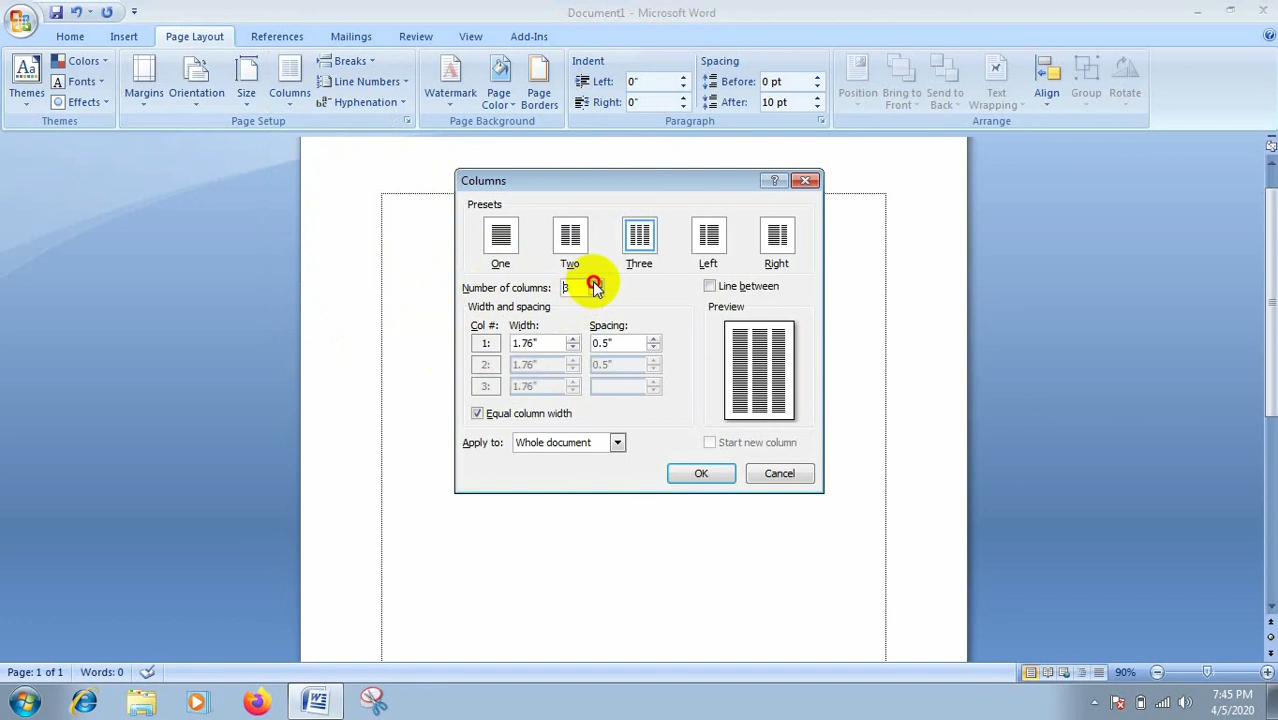 Document1 - Microsoft Word
Home Insert Page Layout References Mailings Review View Add-Ins
Themes
Colors
Fonts
Effects
Themes
Margins
Orientation
Size
Columns
Breaks
Line Numbers
Hyphenation
Page Setup
Watermark
Page Color
Page Borders
Page Background
Indent
Left: 0"
Right: 0"
Spacing
Before: 0 pt
After: 10 pt
Paragraph
Position
Bring to Front
Send to Back
Text Wrapping
Align
Group
Rotate
Arrange
Columns
Presets
One Two Three Left Right
Number of columns: 3
Line between
Width and spacing
Preview
Col #: Width: Spacing:
1: 1.76" 0.5"
2: 1.76" 0.5"
3: 1.76"
Equal column width
Apply to: Whole document
Start new column
OK Cancel
Page: 1 of 1 Words: 0
90%
7:45 PM
4/5/2020